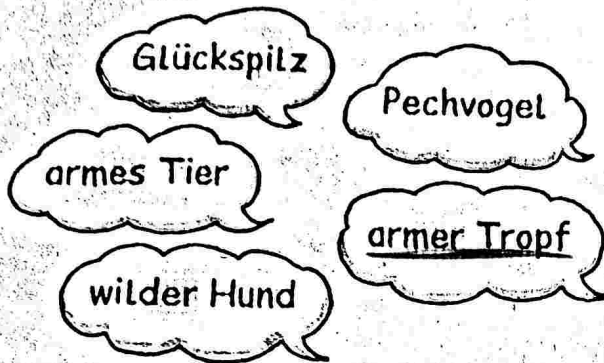 Glückspilz
Pechvogel
armes Tier
armer Tropf
wilder Hund